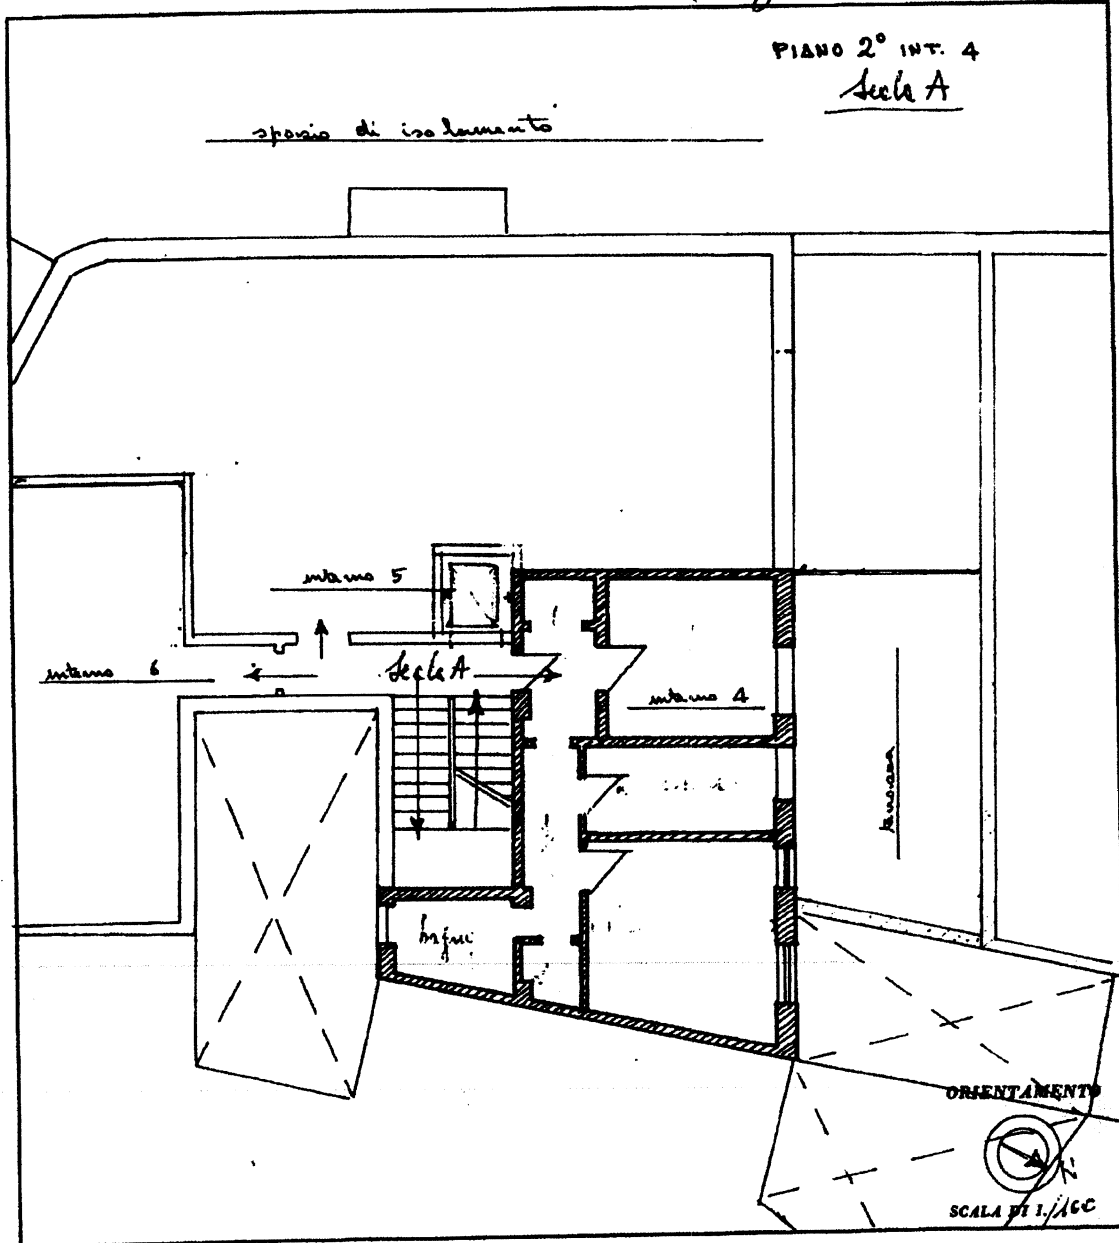 PIANO 2° INT. 4
Scala A
spazio di isolamento
interno 5
interno 6
Scala A
interno 4
terrazza
bagno
ORIENTAMENTO
N
SCALA DI 1: